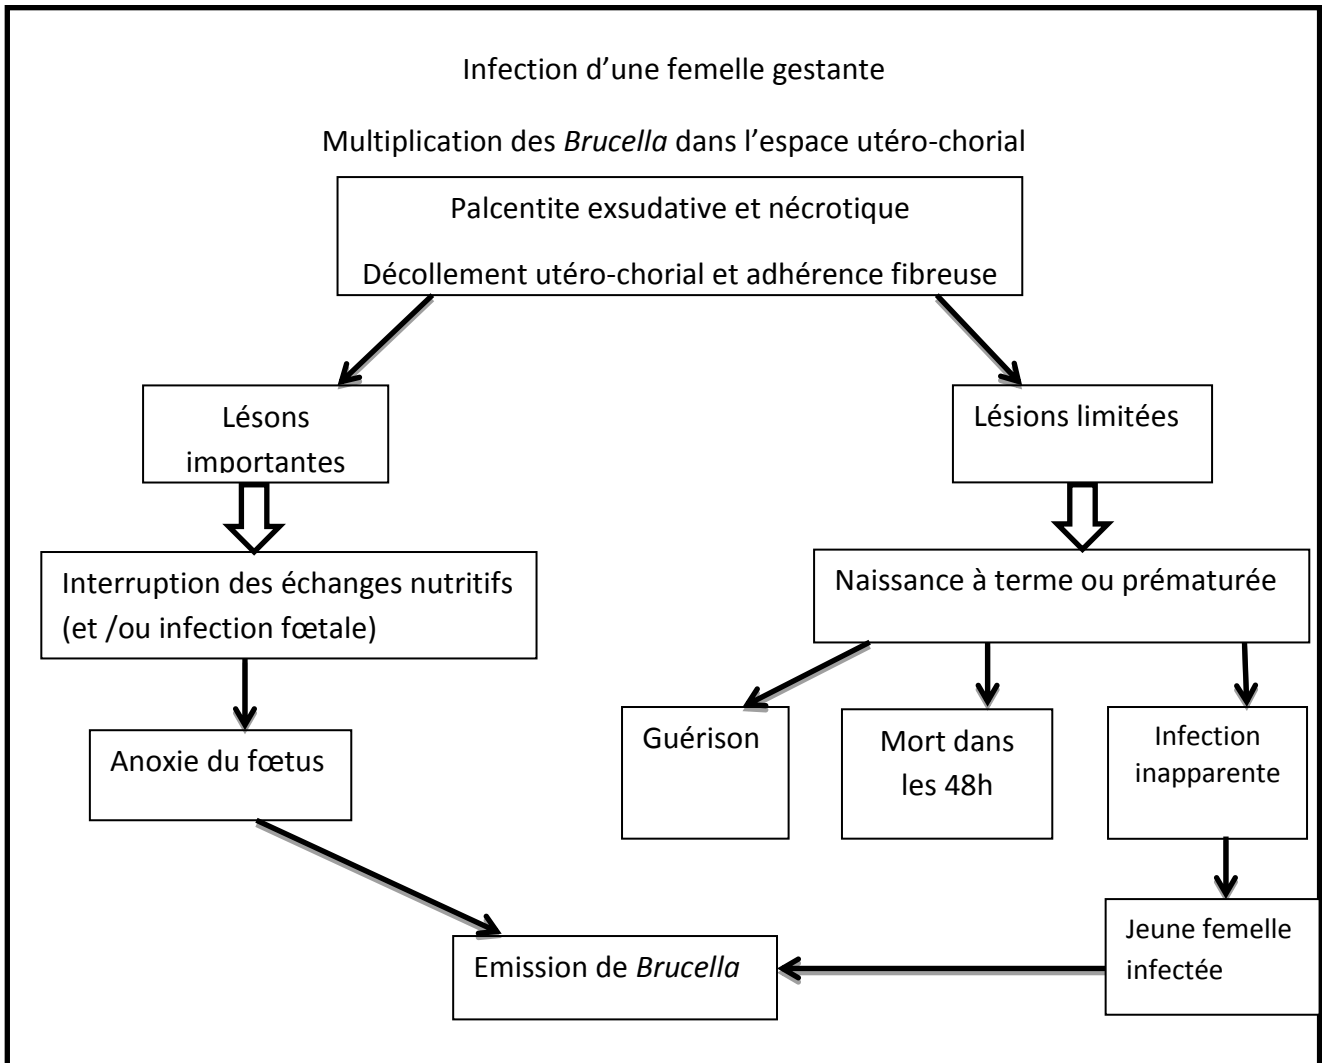 Infection d’une femelle gestante
Multiplication des Brucella dans l’espace utéro-chorial
Palcentite exsudative et nécrotique
Décollement utéro-chorial et adhérence fibreuse
Lésons
importantes
Lésions limitées
Interruption des échanges nutritifs
(et /ou infection fœtale)
Naissance à terme ou prématurée
Anoxie du fœtus
Guérison
Mort dans
les 48h
Infection
inapparente
Emission de Brucella
Jeune femelle
infectée